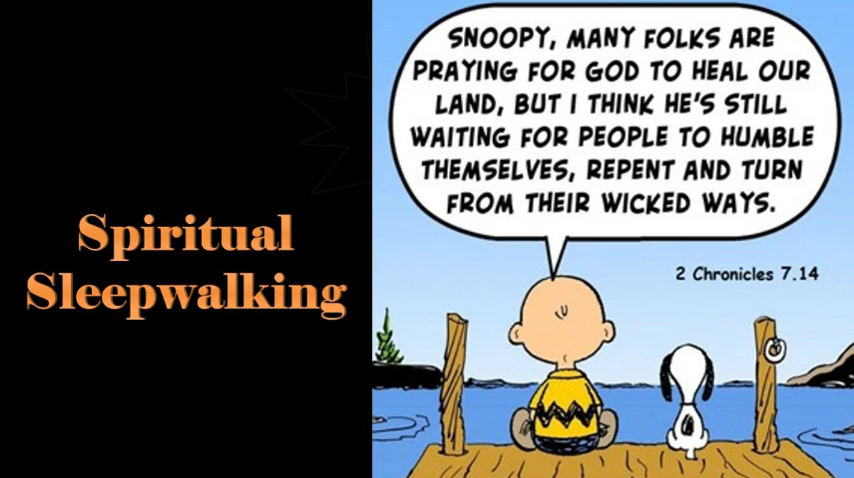 Spiritual
Sleepwalking
SNOOPY, MANY FOLKS ARE
PRAYING FOR GOD TO HEAL OUR
LAND, BUT I THINK HE'S STILL
WAITING FOR PEOPLE TO HUMBLE
THEMSELVES, REPENT AND TURN
FROM THEIR WICKED WAYS.
2 Chronicles 7.14